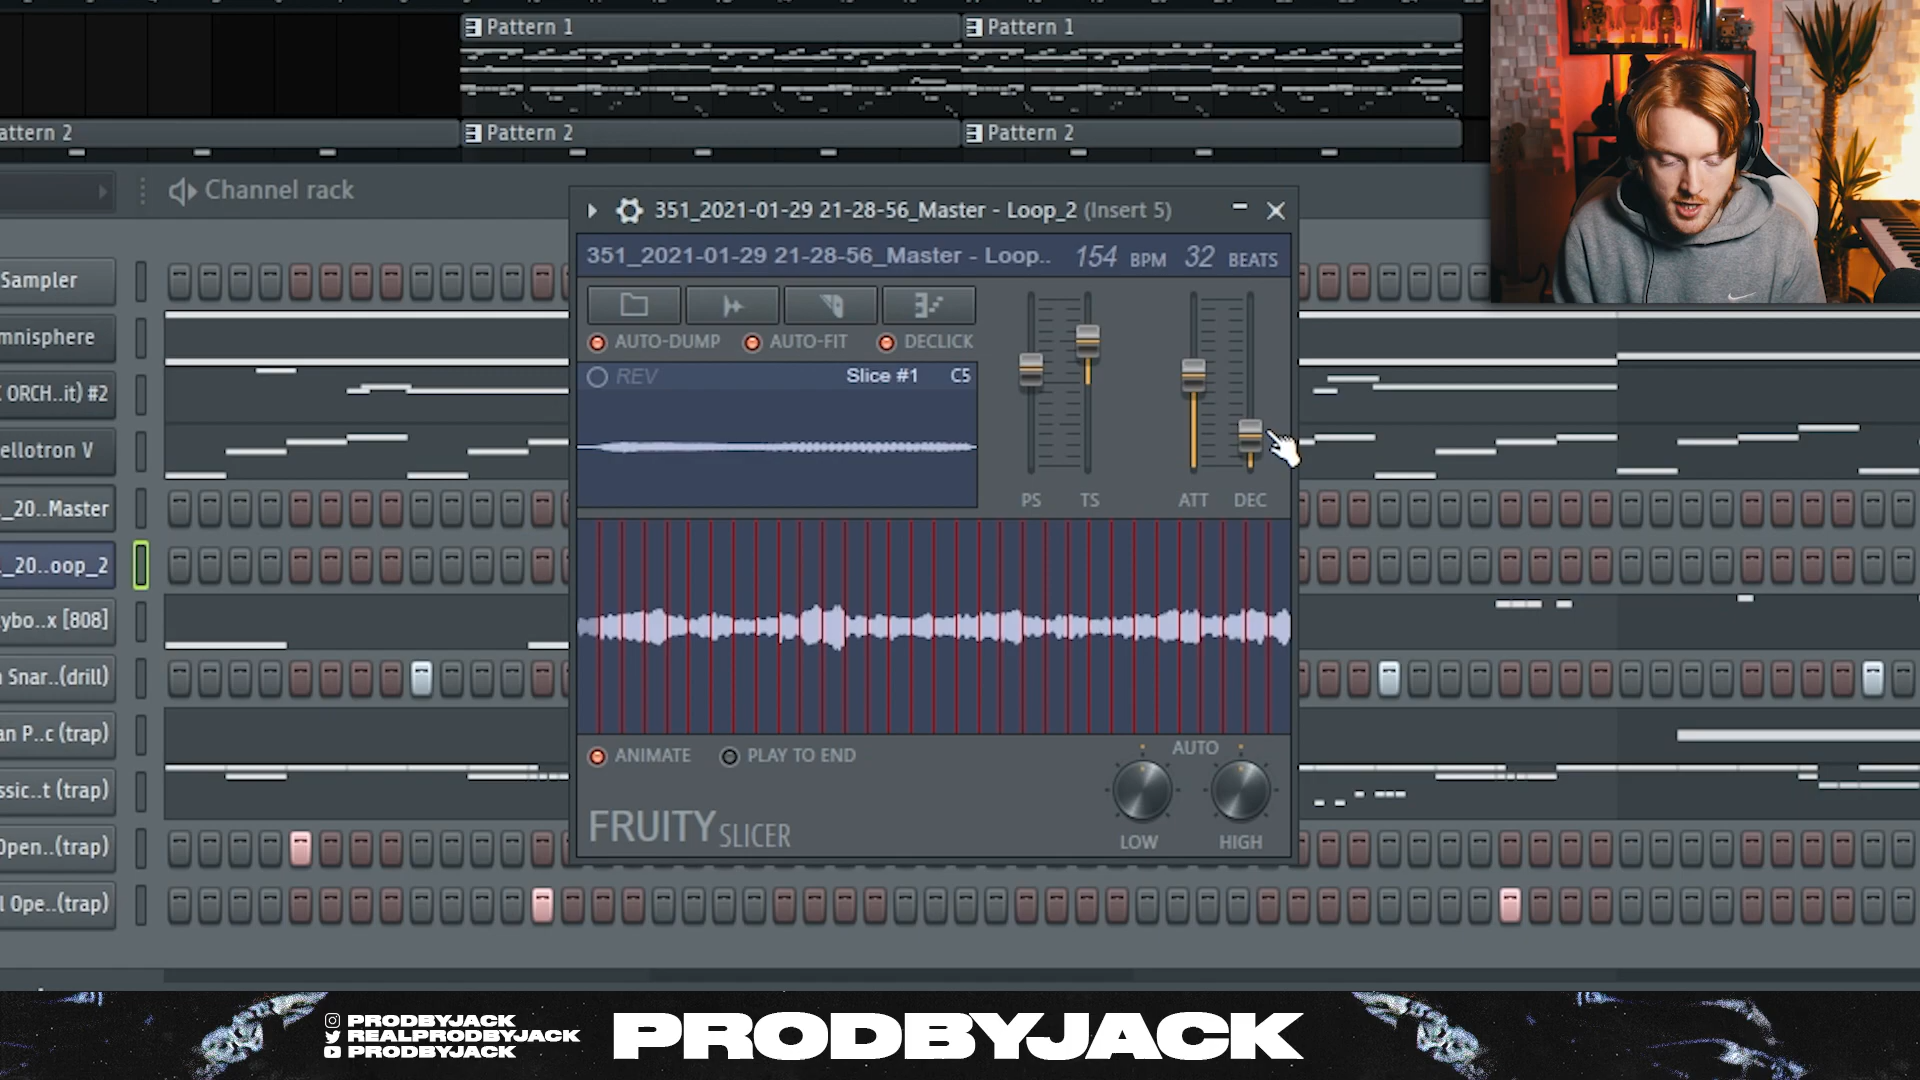 Pattern 1
Pattern 1
attern 2
Pattern 2
Pattern 2
Channel rack
351_2021-01-29 21-28-56_Master - Loop_2 (Insert 5)
351_2021-01-29 21-28-56_Master - Loop.. 154 BPM 32 BEATS
AUTO-DUMP AUTO-FIT DECLICK
REV Slice #1 C5
PS TS ATT DEC
ANIMATE PLAY TO END
AUTO
LOW HIGH
FRUITY SLICER
Sampler
mnisphere
ORCH..it) #2
ellotron V
_20..Master
_20..oop_2
ybo..x [808]
Snar..(drill)
an P..c (trap)
ssic..t (trap)
Open..(trap)
l Ope..(trap)
PRODBYJACK
REALPRODBYJACK
PRODBYJACK
PRODBYJACK